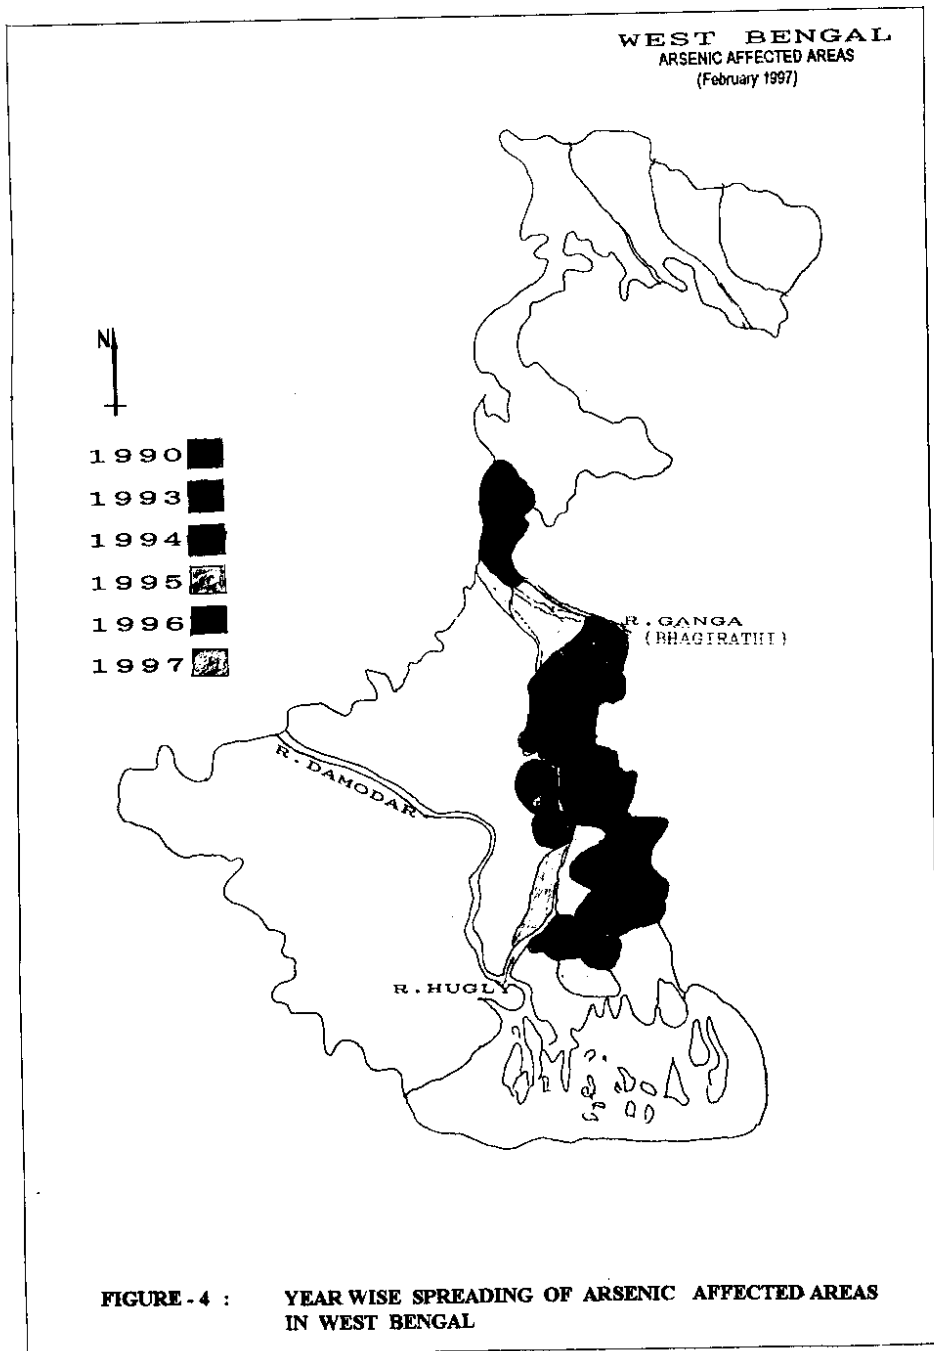 WEST BENGAL
ARSENIC AFFECTED AREAS
(February 1997)
N
1990
1993
1994
1995
1996
1997
R. GANGA
(BHAGIRATHI)
R. DAMODAR
R. HUGLY
FIGURE - 4 : YEAR WISE SPREADING OF ARSENIC AFFECTED AREAS
IN WEST BENGAL